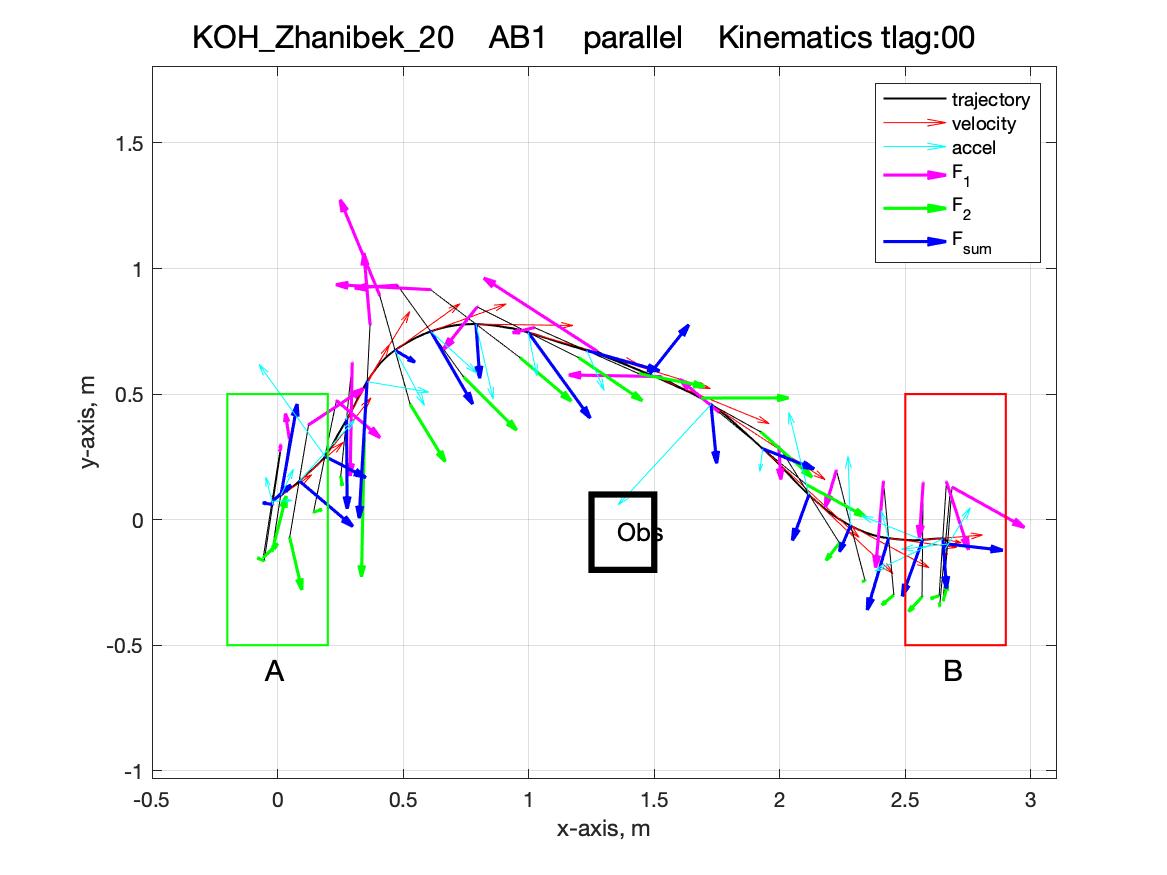 KOH_Zhanibek_20 AB1 parallel Kinematics tlag:00
trajectory
velocity
accel
F1
F2
Fsum
1.5
1
0.5
0
-0.5
-1
y-axis, m
Obs
A
B
-0.5 0 0.5 1 1.5 2 2.5 3
x-axis, m